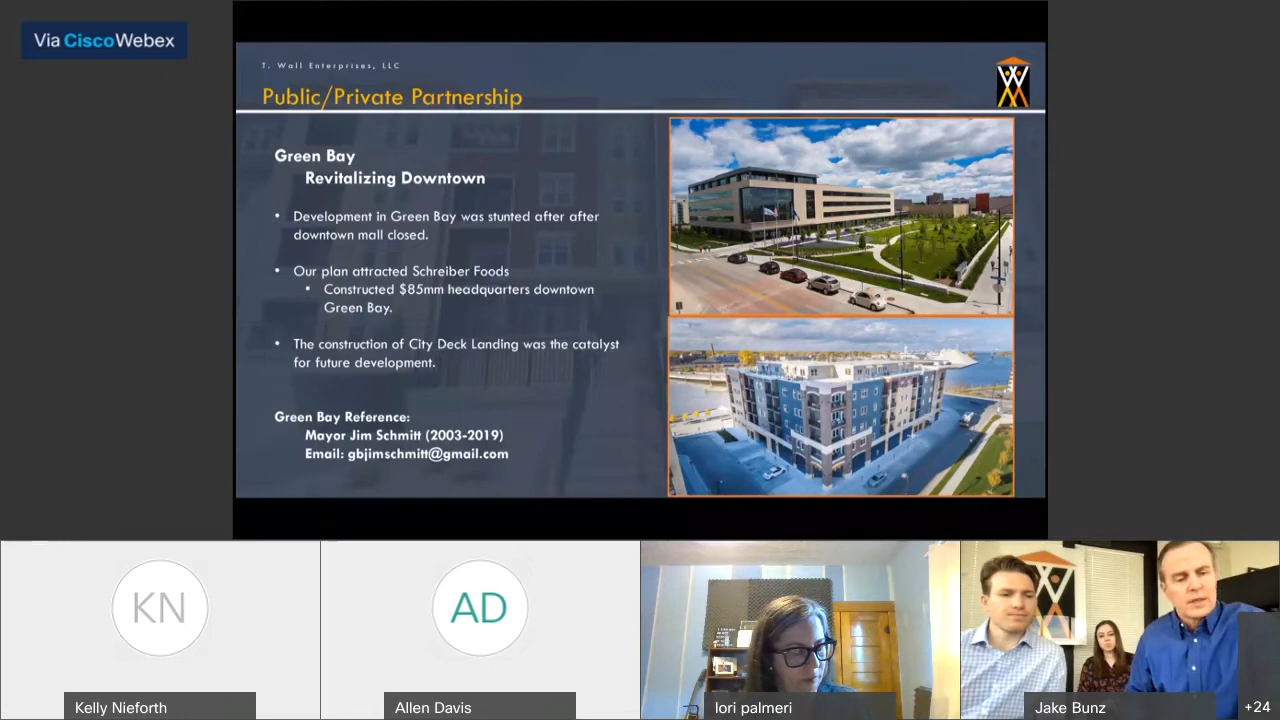 Via Cisco Webex
T. Wall Enterprises, LLC
Public/Private Partnership
Green Bay
Revitalizing Downtown
• Development in Green Bay was stunted after after
downtown mall closed.
• Our plan attracted Schreiber Foods
• Constructed $85mm headquarters downtown
Green Bay.
• The construction of City Deck Landing was the catalyst
for future development.
Green Bay Reference:
Mayor Jim Schmitt (2003-2019)
Email: gbjimschmitt@gmail.com
KN
AD
Kelly Nieforth
Allen Davis
lori palmeri
Jake Bunz
+24